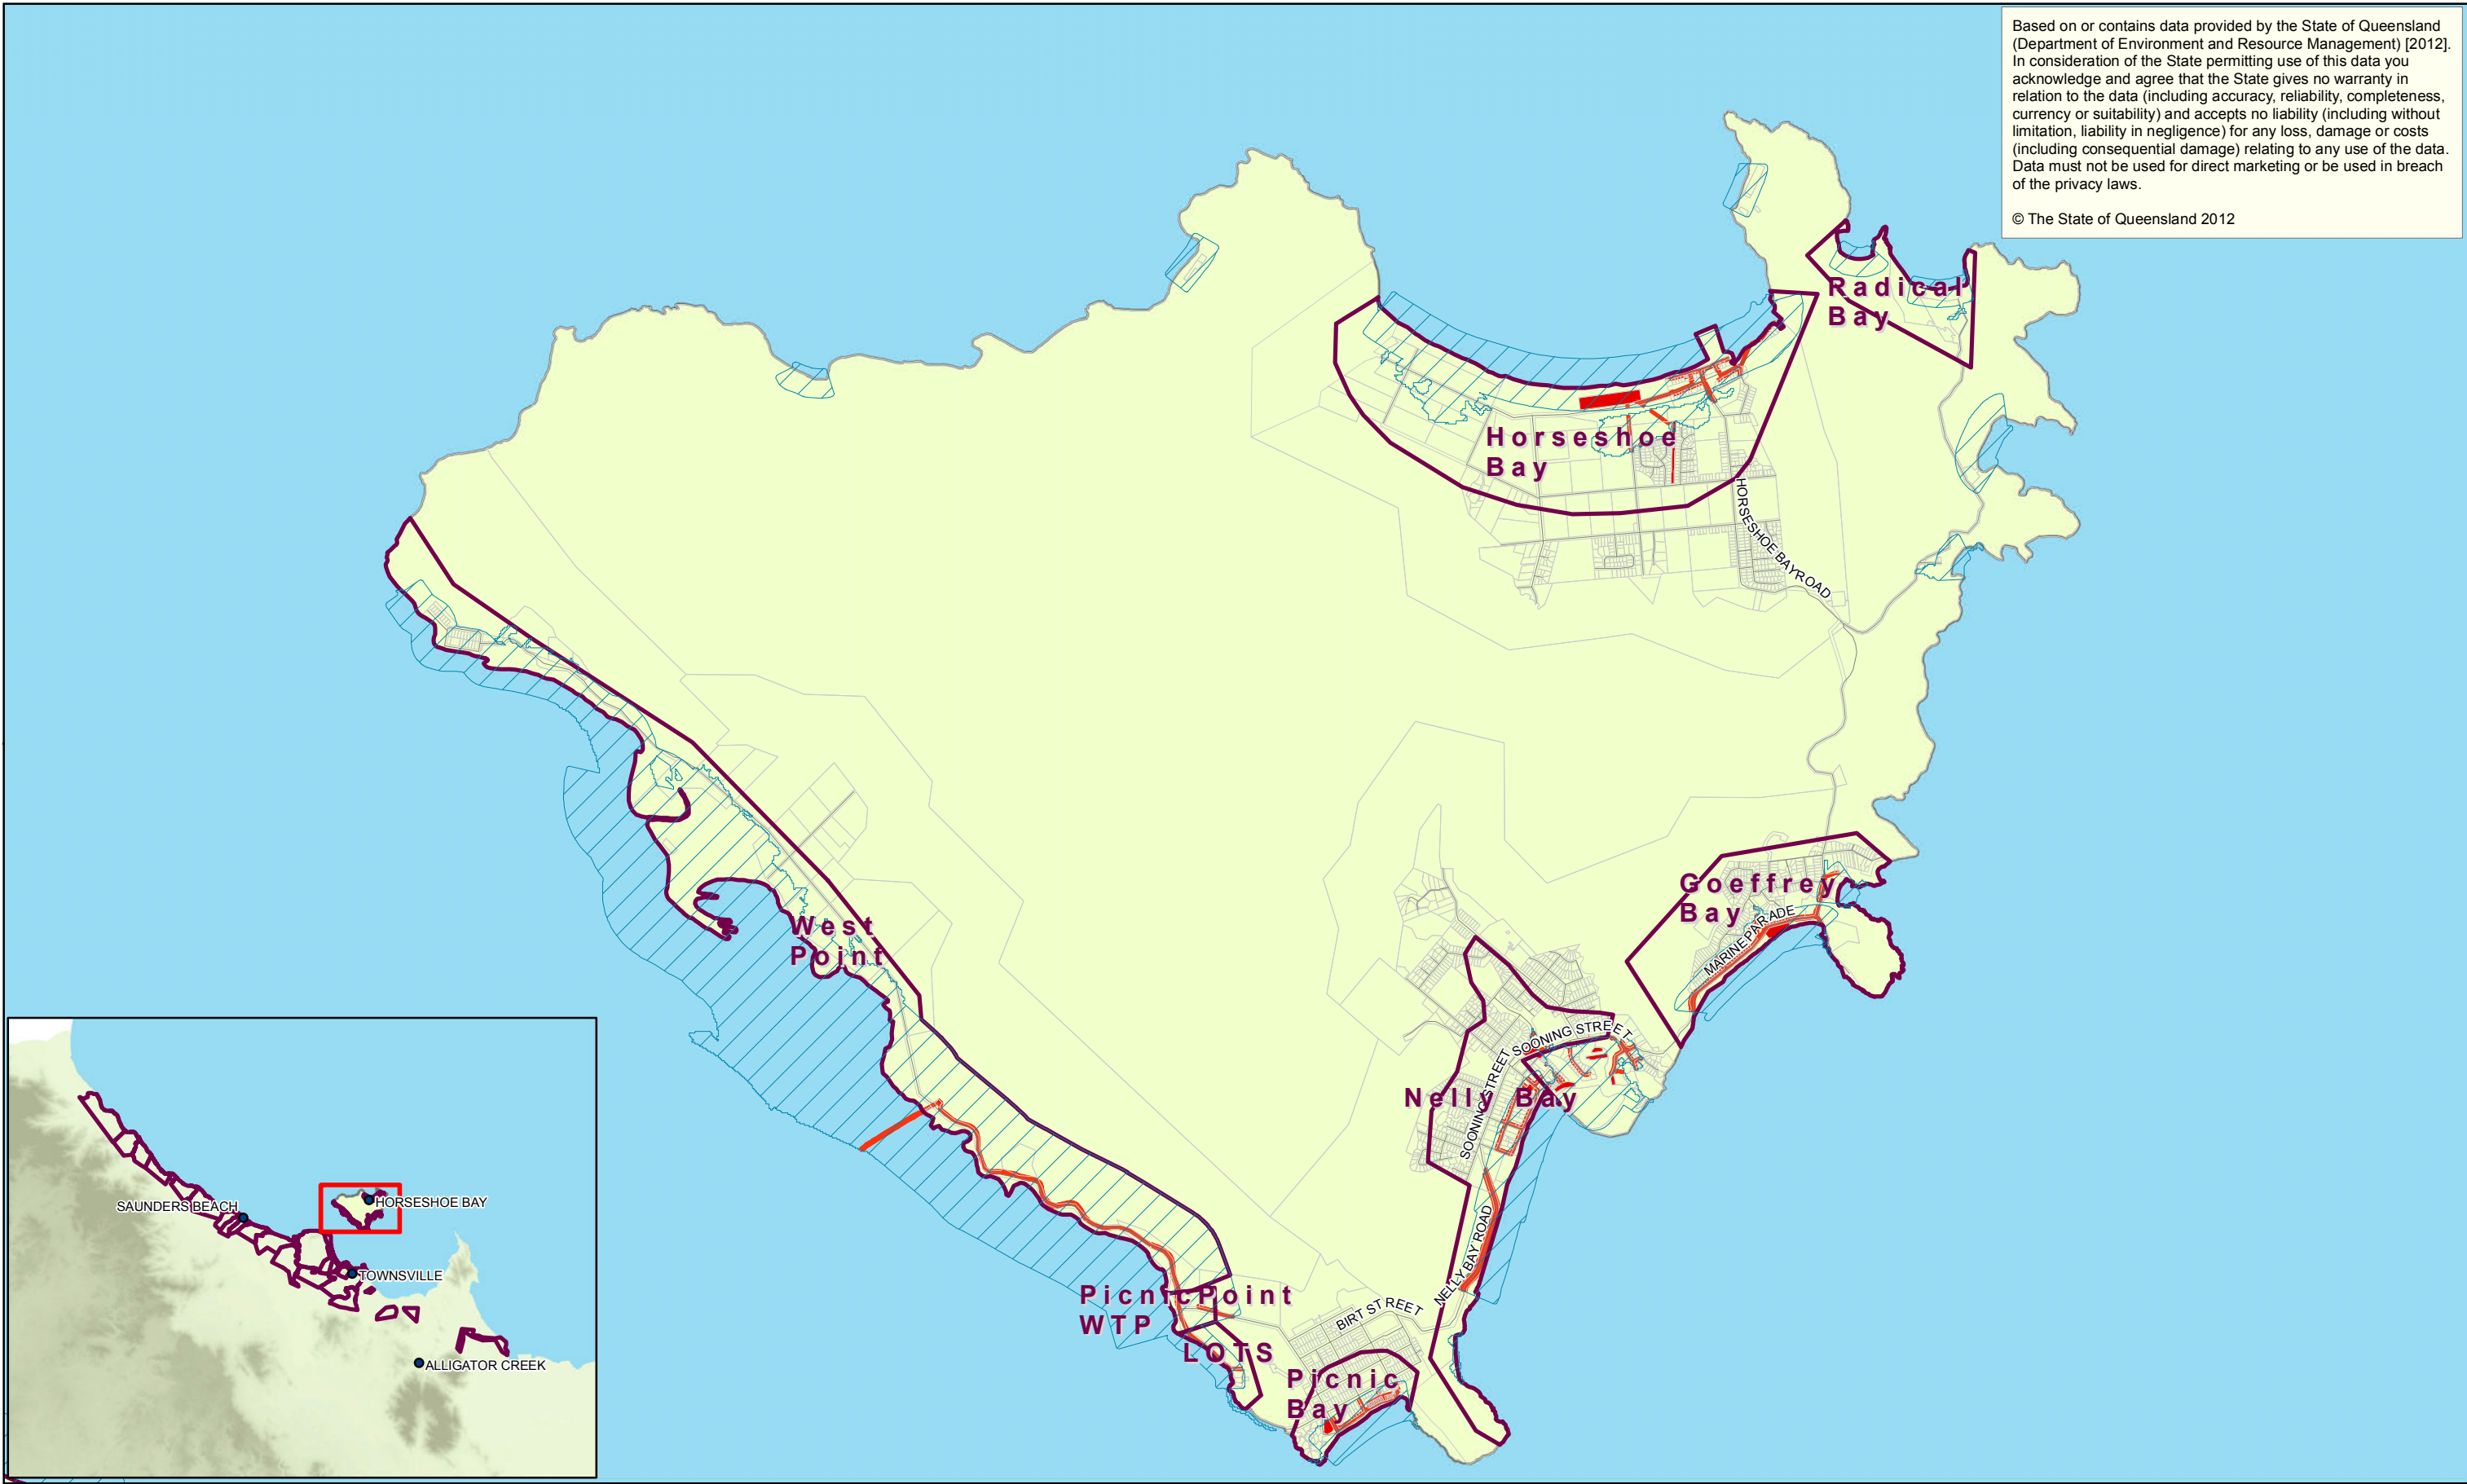 Based on or contains data provided by the State of Queensland
(Department of Environment and Resource Management) [2012].
In consideration of the State permitting use of this data you
acknowledge and agree that the State gives no warranty in
relation to the data (including accuracy, reliability, completeness,
currency or suitability) and accepts no liability (including without
limitation, liability in negligence) for any loss, damage or costs
(including consequential damage) relating to any use of the data.
Data must not be used for direct marketing or be used in breach
of the privacy laws.
© The State of Queensland 2012
Radical
Bay
Horseshoe
Bay
HORSESHOE BAY ROAD
Goeffrey
Bay
MARINE PARADE
West
Point
SOONING STREET
SOONING STREET
Nelly Bay
NELLY BAY ROAD
Picnic Point
WTP
BIRT STREET
LOTS
Picnic
Bay
SAUNDERS BEACH
HORSESHOE BAY
TOWNSVILLE
ALLIGATOR CREEK